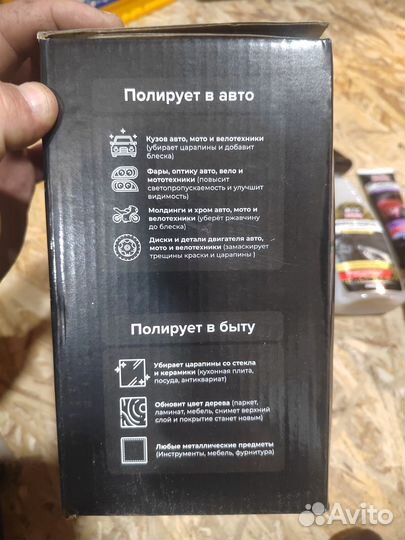 Полирует в авто
Кузов авто, мото и велотехники
(убирает царапины и добавит
блеска)
Фары, оптику авто, вело и
мототехники (повысит
светопропускаемость и улучшит
видимость)
Молдинги и хром авто, мото и
велотехники (уберёт ржавчину
до блеска)
Диски и детали двигателя авто,
мото и велотехники (замаскирует
трещины краски и царапины )
Полирует в быту
Убирает царапины со стекла
и керамики (кухонная плита,
посуда, антиквариат)
Обновит цвет дерева (паркет,
ламинат, мебель, снимет верхний
слой и покрытие станет новым)
Любые металлические предметы
(Инструменты, мебель, фурнитура)
Avito